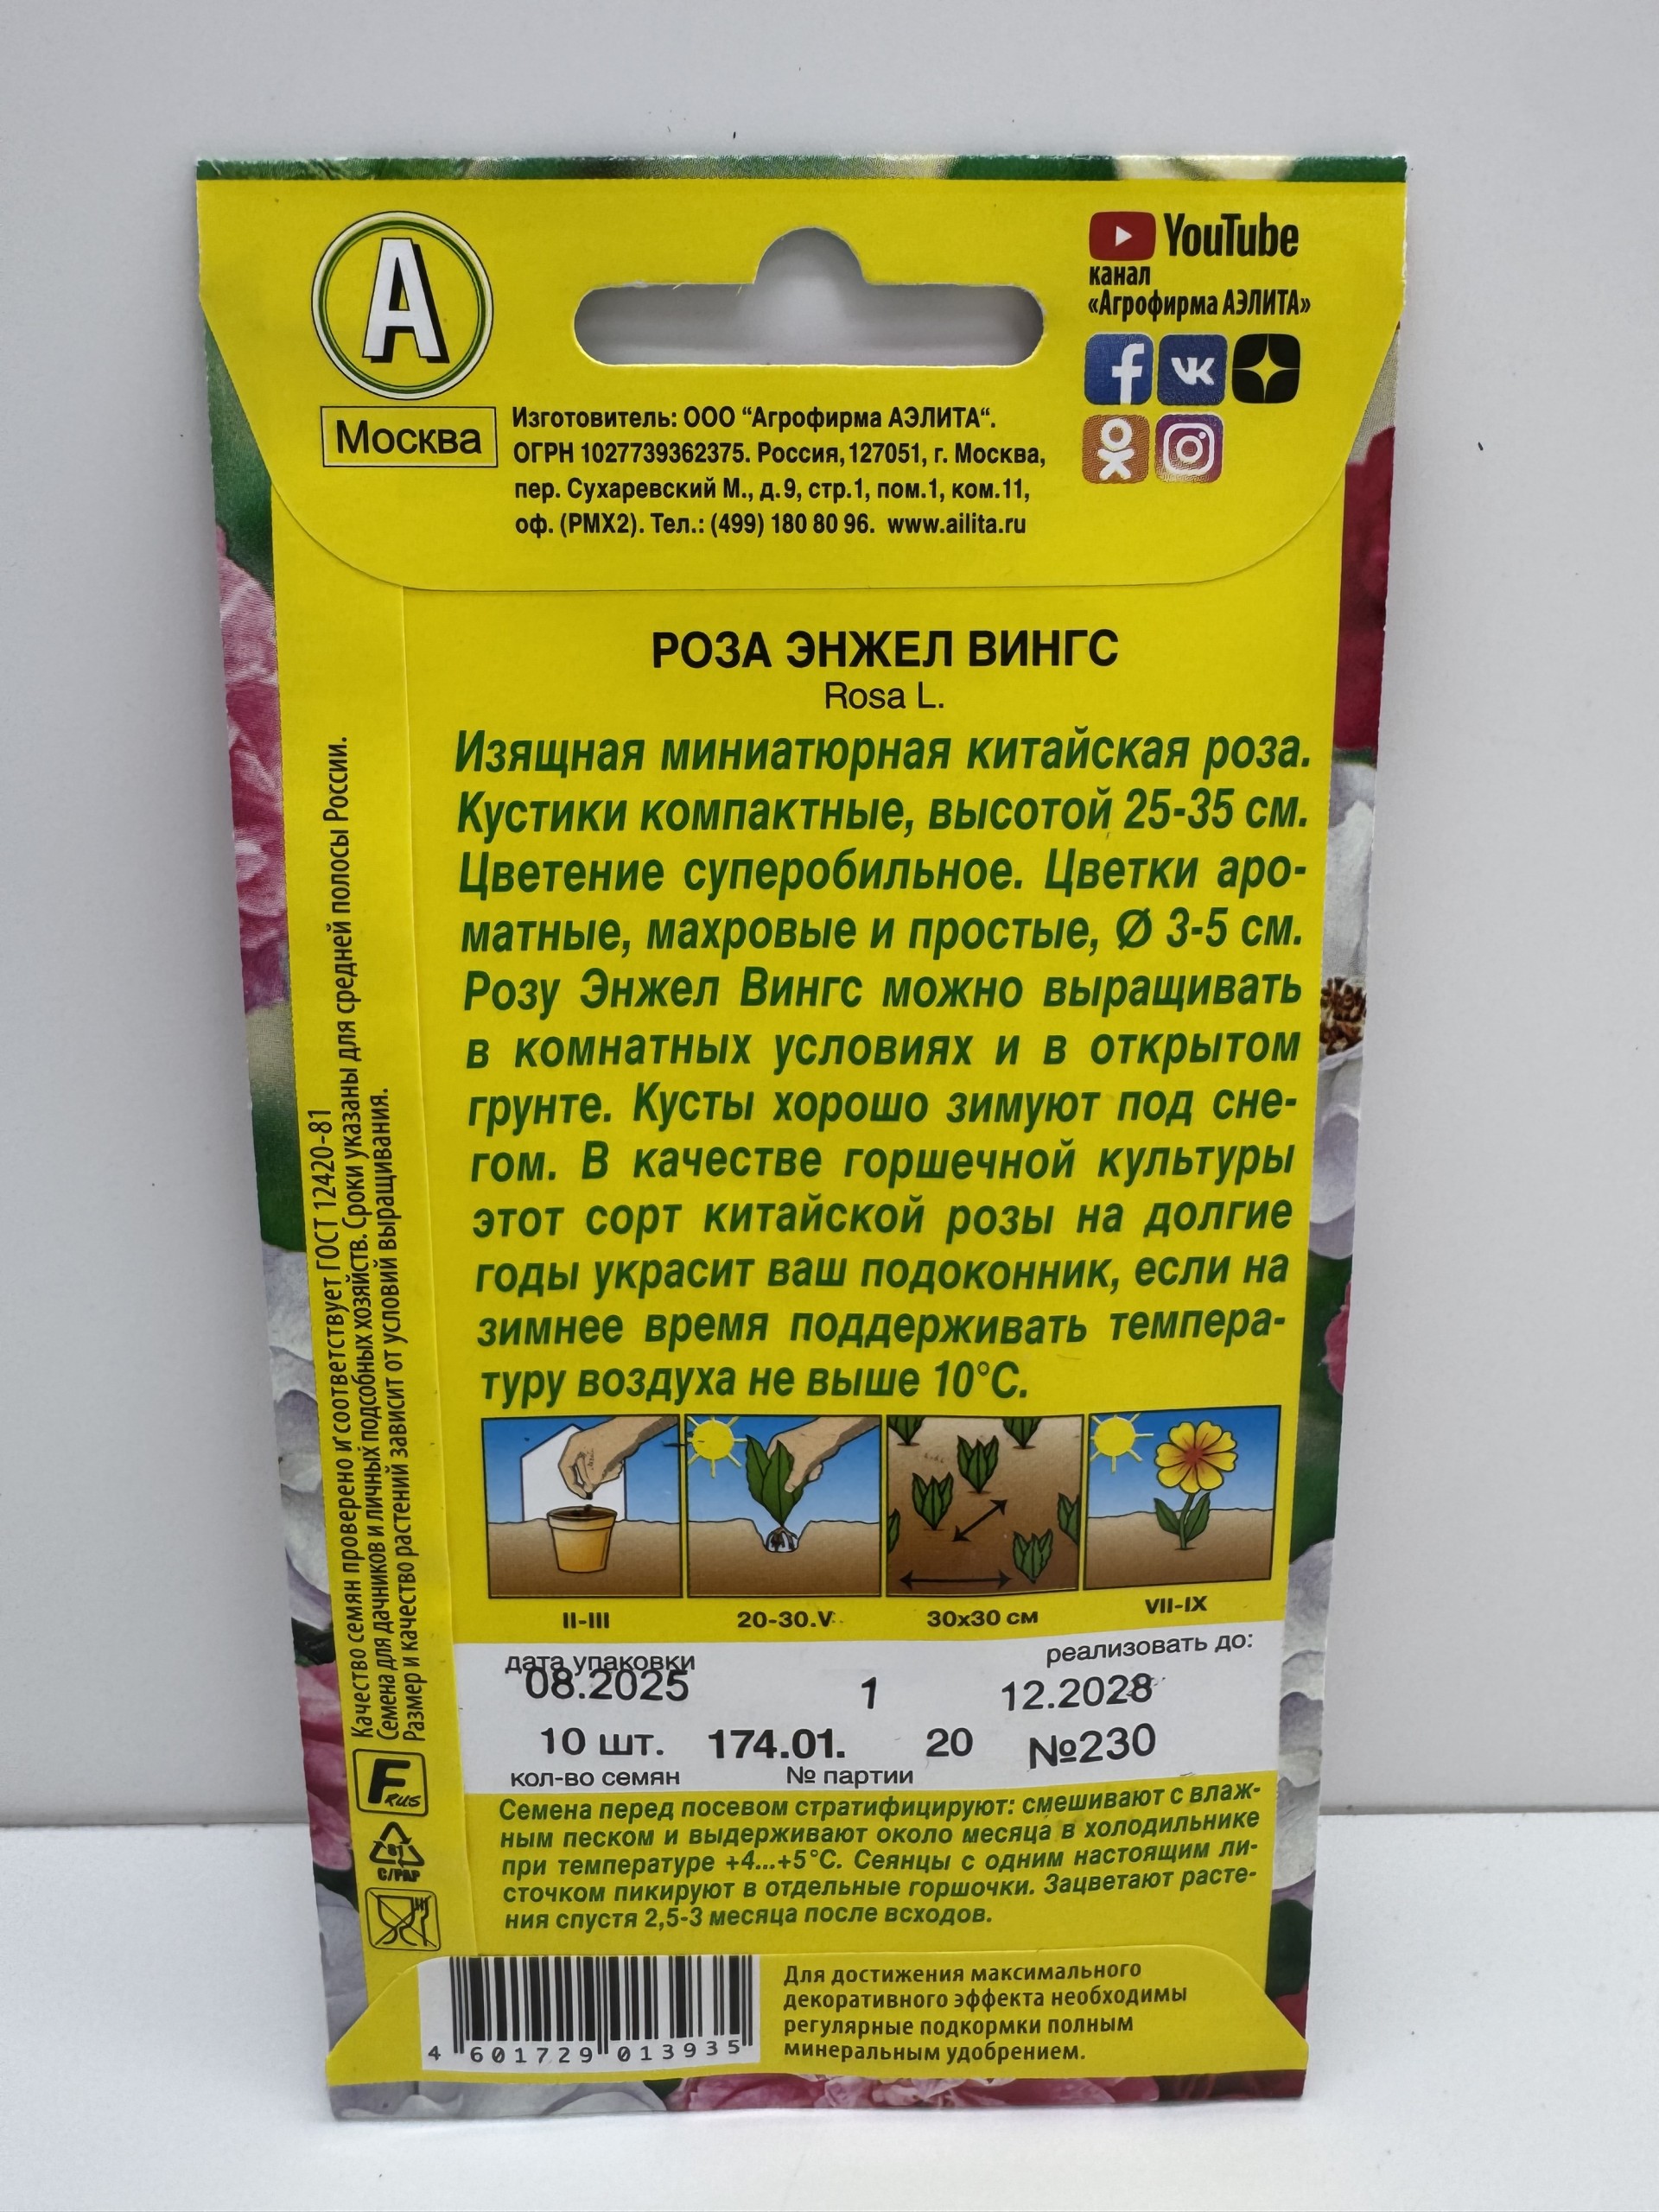 А
Москва
YouTube
канал
«Агрофирма АЭЛИТА»
Изготовитель: ООО “Агрофирма АЭЛИТА“.
ОГРН 1027739362375. Россия, 127051, г. Москва,
пер. Сухаревский М., д.9, стр.1, пом.1, ком.11,
оф. (РМХ2). Тел.: (499) 180 80 96. www.ailita.ru
РОЗА ЭНЖЕЛ ВИНГС
Rosa L.
Изящная миниатюрная китайская роза.
Кустики компактные, высотой 25-35 см.
Цветение суперобильное. Цветки аро-
матные, махровые и простые, Ø 3-5 см.
Розу Энжел Вингс можно выращивать
в комнатных условиях и в открытом
грунте. Кусты хорошо зимуют под сне-
гом. В качестве горшечной культуры
этот сорт китайской розы на долгие
годы украсит ваш подоконник, если на
зимнее время поддерживать темпера-
туру воздуха не выше 10°С.
II-III
20-30.V
30х30 см
VII-IX
дата упаковки
реализовать до:
08.2025 1 12.2028
10 шт. 174.01. 20 №230
кол-во семян № партии
Семена перед посевом стратифицируют: смешивают с влаж-
ным песком и выдерживают около месяца в холодильнике
при температуре +4...+5°С. Сеянцы с одним настоящим ли-
сточком пикируют в отдельные горшочки. Зацветают расте-
ния спустя 2,5-3 месяца после всходов.
Для достижения максимального
декоративного эффекта необходимы
регулярные подкормки полным
минеральным удобрением.
4 601729 013935
Качество семян проверено и соответствует ГОСТ 12420-81
Семена для дачников и личных подсобных хозяйств. Сроки указаны для средней полосы России.
Размер и качество растений зависит от условий выращивания.
F RUS
81
C/PAP